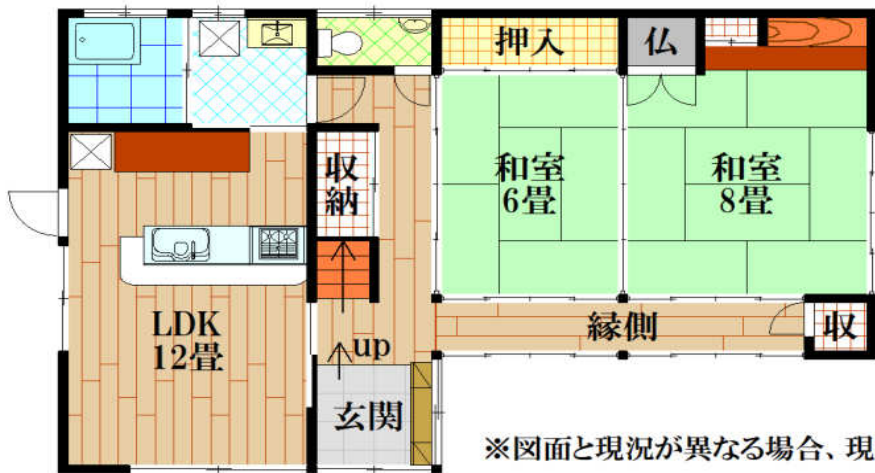 押入
仏
和室
6畳
和室
8畳
収
納
LDK
12畳
up
縁側
収
玄関
※図面と現況が異なる場合、現